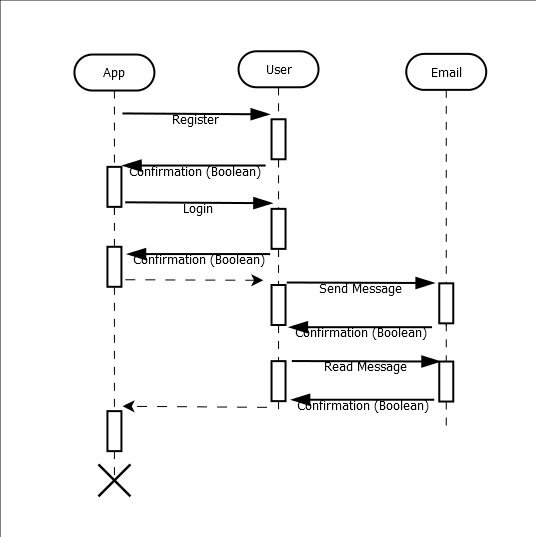 App
User
Email
Register
Confirmation (Boolean)
Login
Confirmation (Boolean)
Send Message
Confirmation (Boolean)
Read Message
Confirmation (Boolean)